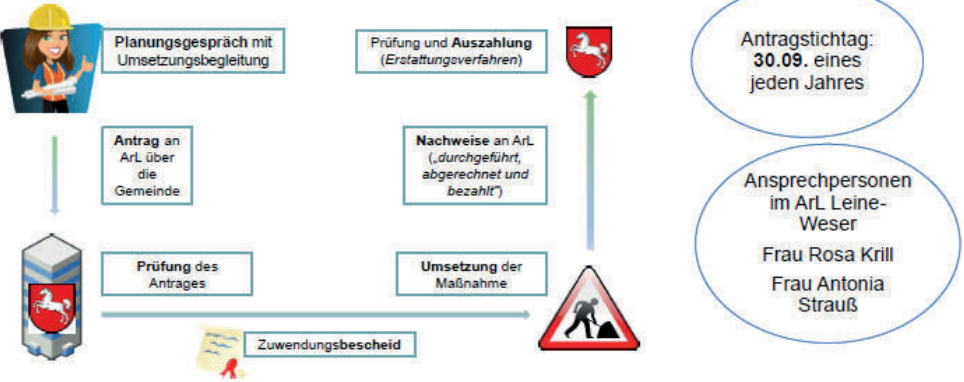 Planungsgespräch mit
Umsetzungsbegleitung
Prüfung und Auszahlung
(Erstattungsverfahren)
Antragstichtag:
30.09. eines
jeden Jahres
Antrag an
ArL über
die
Gemeinde
Nachweise an ArL
(„durchgeführt,
abgerechnet und
bezahlt")
Ansprechpersonen
im ArL Leine-
Weser
Frau Rosa Krill
Frau Antonia
Strauß
Prüfung des
Antrages
Umsetzung der
Maßnahme
Zuwendungsbescheid